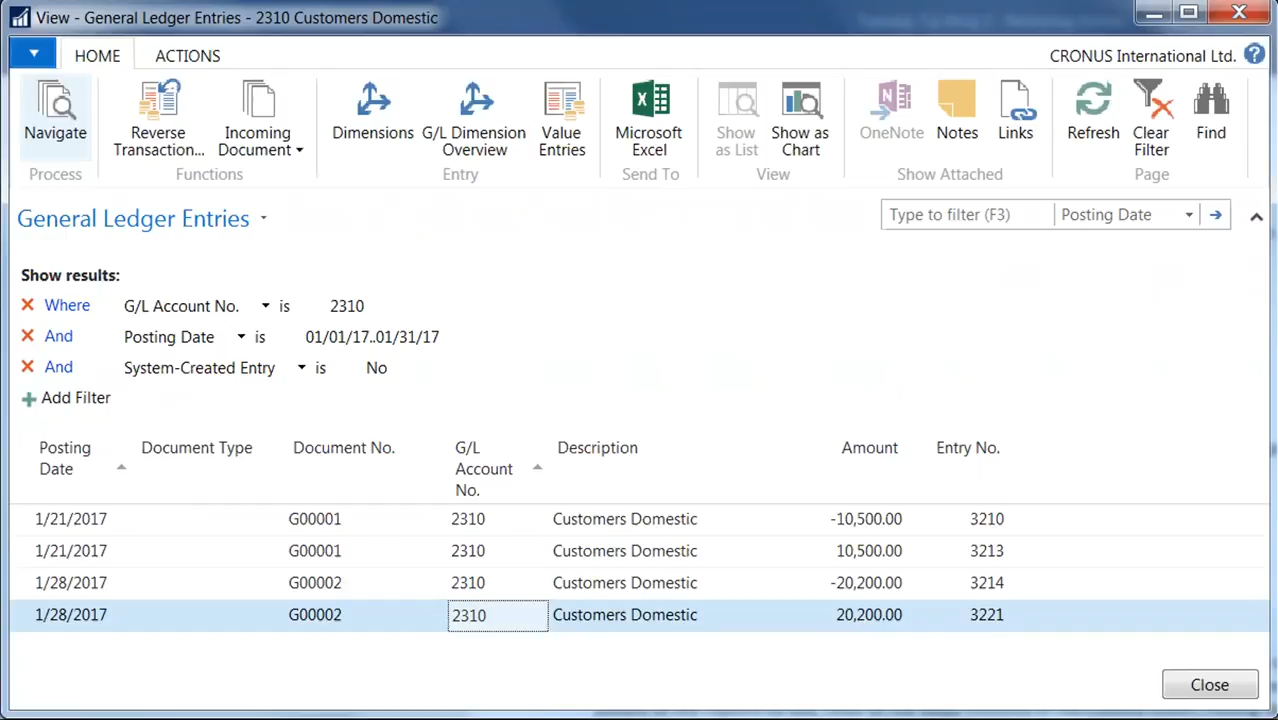 View - General Ledger Entries - 2310 Customers Domestic
HOME ACTIONS CRONUS International Ltd. ?
Navigate Reverse Incoming Dimensions G/L Dimension Value Microsoft Show Show as OneNote Notes Links Refresh Clear Find
Transaction... Document Overview Entries Excel as List Chart Filter
Process Functions Entry Send To View Show Attached Page
General Ledger Entries Type to filter (F3) Posting Date
Show results:
Where G/L Account No. is 2310
And Posting Date is 01/01/17..01/31/17
And System-Created Entry is No
Add Filter
Posting Document Type Document No. G/L Description Amount Entry No.
Date Account
No.
1/21/2017 G00001 2310 Customers Domestic -10,500.00 3210
1/21/2017 G00001 2310 Customers Domestic 10,500.00 3213
1/28/2017 G00002 2310 Customers Domestic -20,200.00 3214
1/28/2017 G00002 2310 Customers Domestic 20,200.00 3221
Close